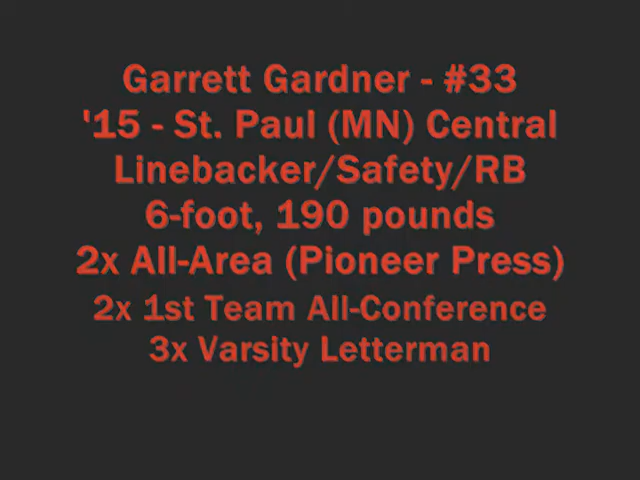 Garrett Gardner - #33
'15 - St. Paul (MN) Central
Linebacker/Safety/RB
6-foot, 190 pounds
2x All-Area (Pioneer Press)
2x 1st Team All-Conference
3x Varsity Letterman